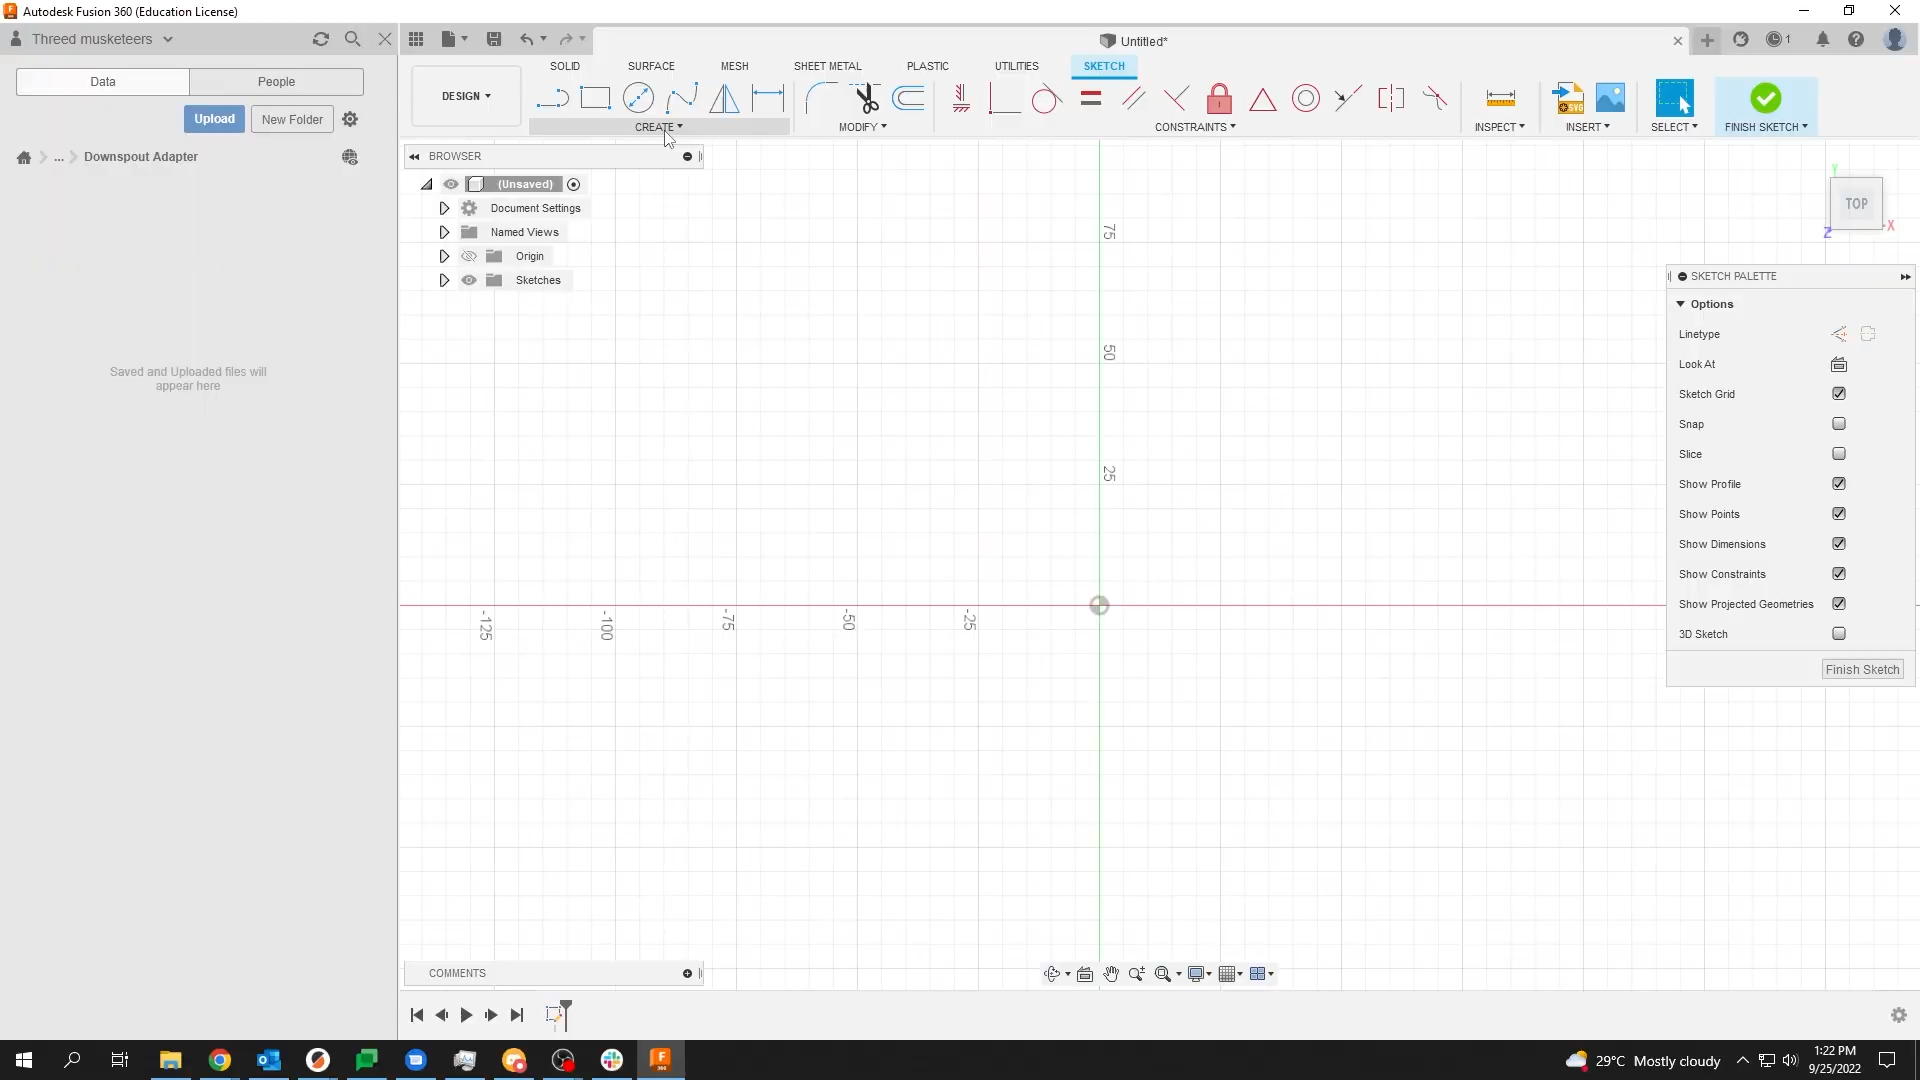 Autodesk Fusion 360 (Education License)
Threed musketeers
Untitled*
1
Data
People
Upload
New Folder
... Downspout Adapter
Saved and Uploaded files will
appear here
DESIGN
SOLID
SURFACE
MESH
SHEET METAL
PLASTIC
UTILITIES
SKETCH
CREATE
MODIFY
CONSTRAINTS
INSPECT
INSERT
SELECT
FINISH SKETCH
SVG
BROWSER
(Unsaved)
Document Settings
Named Views
Origin
Sketches
75
50
25
-125
-100
-75
-50
-25
Y
TOP
X
Z
SKETCH PALETTE
Options
Linetype
Look At
Sketch Grid
Snap
Slice
Show Profile
Show Points
Show Dimensions
Show Constraints
Show Projected Geometries
3D Sketch
Finish Sketch
COMMENTS
F
360
29°C Mostly cloudy
1:22 PM
9/25/2022